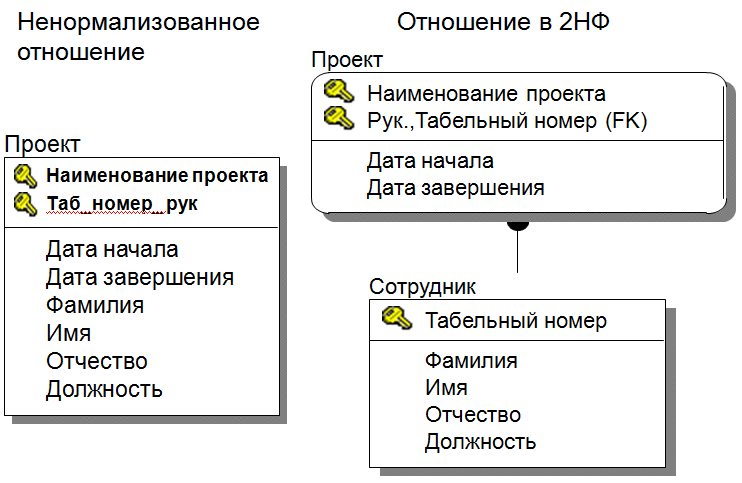 Ненормализованное
отношение
Проект
Наименование проекта
Таб_номер_рук
Дата начала
Дата завершения
Фамилия
Имя
Отчество
Должность
Отношение в 2НФ
Проект
Наименование проекта
Рук.,Табельный номер (FK)
Дата начала
Дата завершения
Сотрудник
Табельный номер
Фамилия
Имя
Отчество
Должность